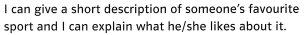 I can give a short description of someone's favourite
sport and I can explain what he/she likes about it.